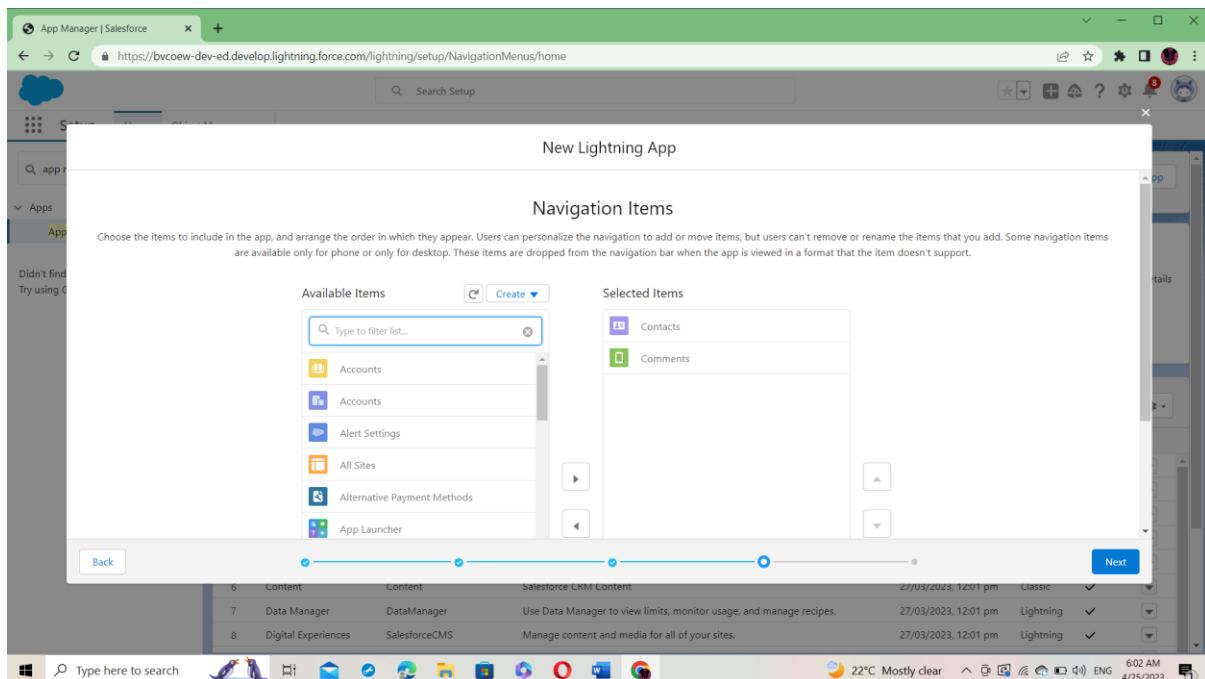 App Manager | Salesforce
https://bvcoew-dev-ed.develop.lightning.force.com/lightning/setup/NavigationMenus/home
Search Setup
8
New Lightning App
app
Apps
App
Didn't find
Try using
Navigation Items
Choose the items to include in the app, and arrange the order in which they appear. Users can personalize the navigation to add or move items, but users can't remove or rename the items that you add. Some navigation items
are available only for phone or only for desktop. These items are dropped from the navigation bar when the app is viewed in a format that the item doesn't support.
Available Items
Create
Selected Items
Type to filter list...
Accounts
Accounts
Alert Settings
All Sites
Alternative Payment Methods
App Launcher
Contacts
Comments
Back
Next
6 Content Content Salesforce CRM Content 27/03/2023, 12:01 pm Classic
7 Data Manager DataManager Use Data Manager to view limits, monitor usage, and manage recipes. 27/03/2023, 12:01 pm Lightning
8 Digital Experiences SalesforceCMS Manage content and media for all of your sites. 27/03/2023, 12:01 pm Lightning
Type here to search
22°C Mostly clear
ENG
6:02 AM
4/25/2023